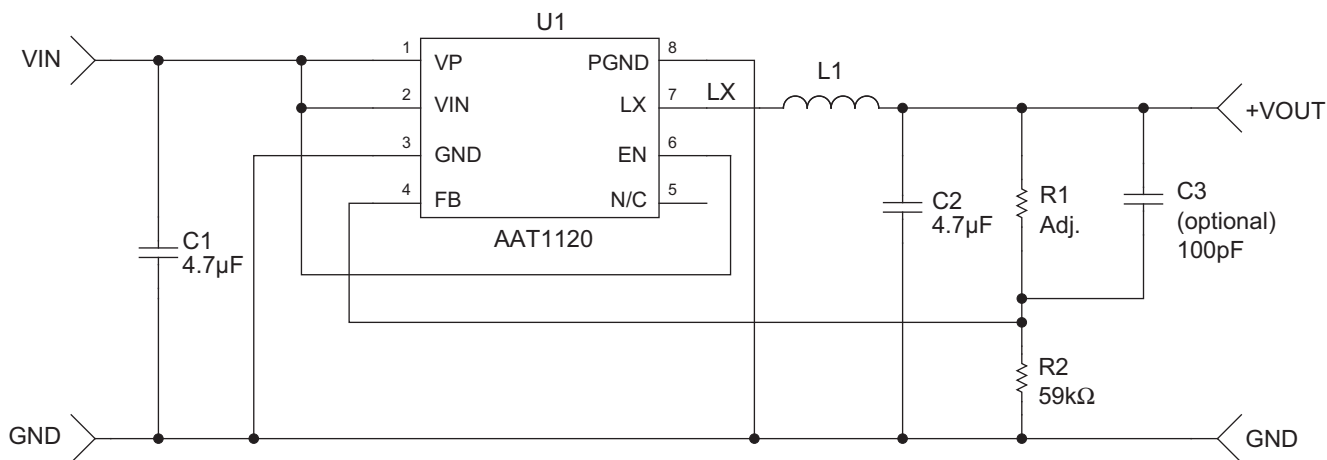 U1
VIN
1
VP
PGND
8
L1
2
VIN
LX
7
LX
+VOUT
3
GND
EN
6
4
FB
N/C
5
AAT1120
C1
4.7µF
C2
4.7µF
R1
Adj.
C3
(optional)
100pF
R2
59kΩ
GND
GND